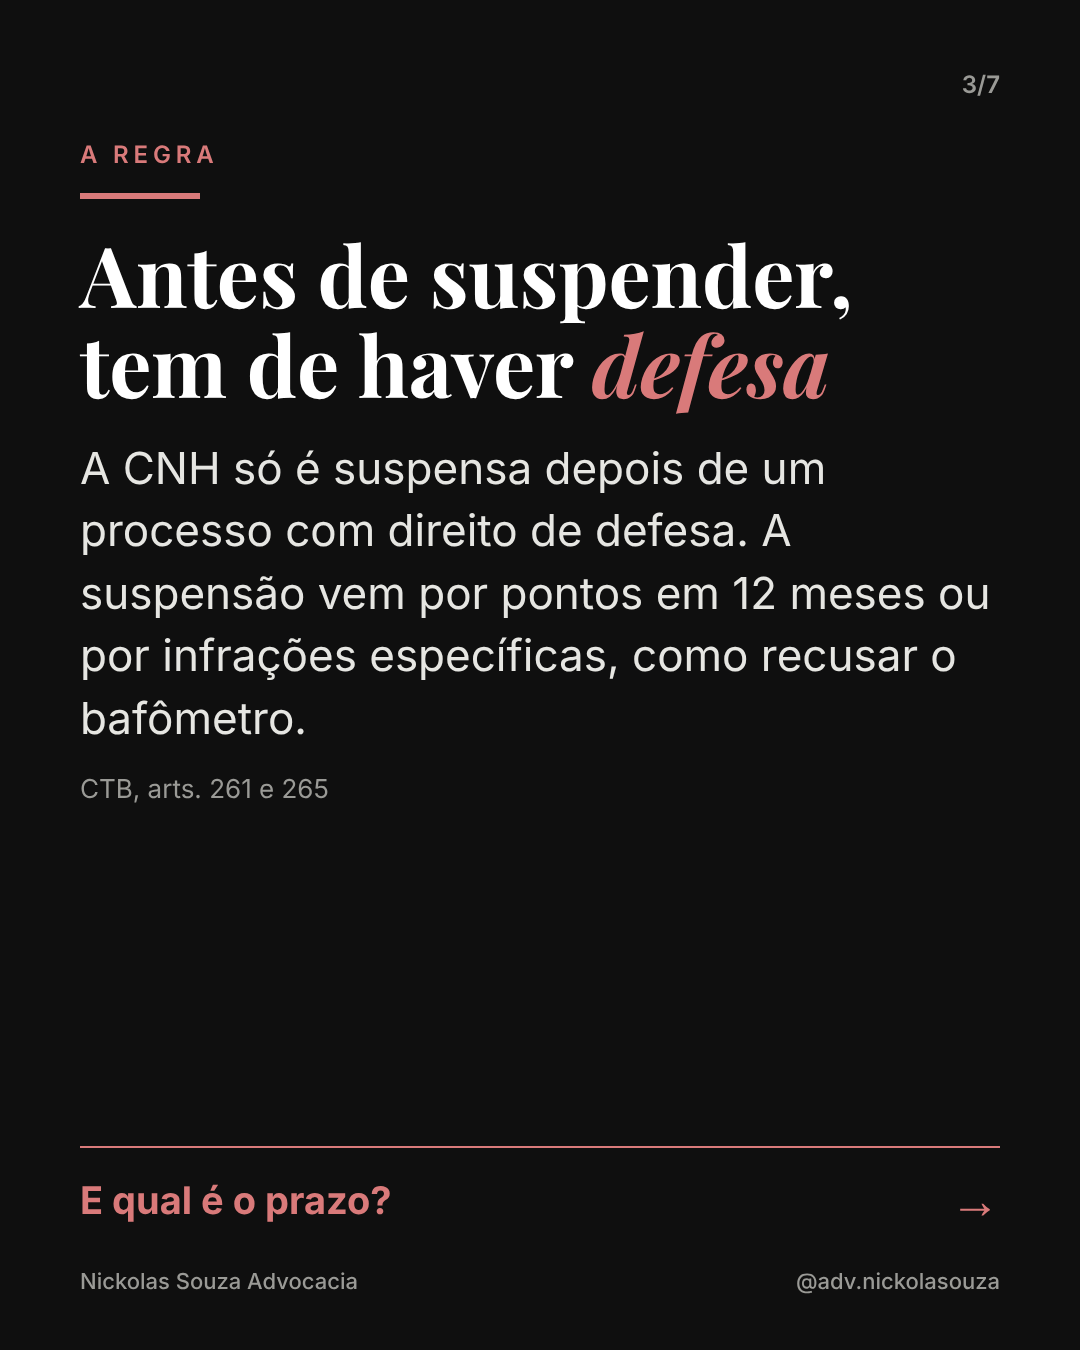 3/7
A REGRA
Antes de suspender,
tem de haver defesa
A CNH só é suspensa depois de um
processo com direito de defesa. A
suspensão vem por pontos em 12 meses ou
por infrações específicas, como recusar o
bafômetro.
CTB, arts. 261 e 265
E qual é o prazo? →
Nickolas Souza Advocacia
@adv.nickolasouza